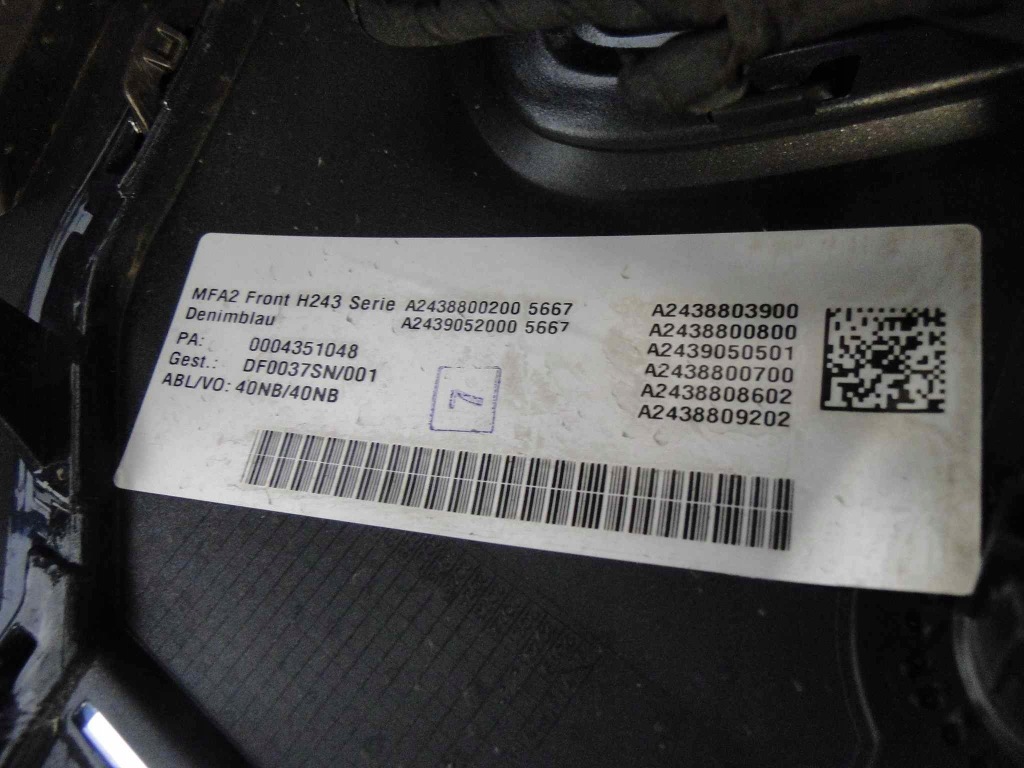 MFA2 Front H243 Serie A2438800200 5667
Denimblau A2439052000 5667
PA: 0004351048
Gest.: DF0037SN/001
ABL/VO: 40NB/40NB
7
A2438803900
A2438800800
A2439050501
A2438800700
A2438808602
A2438809202